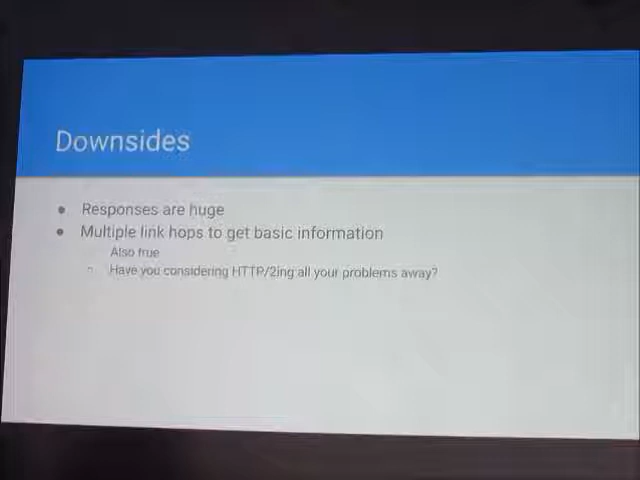 Downsides
Responses are huge
Multiple link hops to get basic information
Also true
Have you considering HTTP/2ing all your problems away?